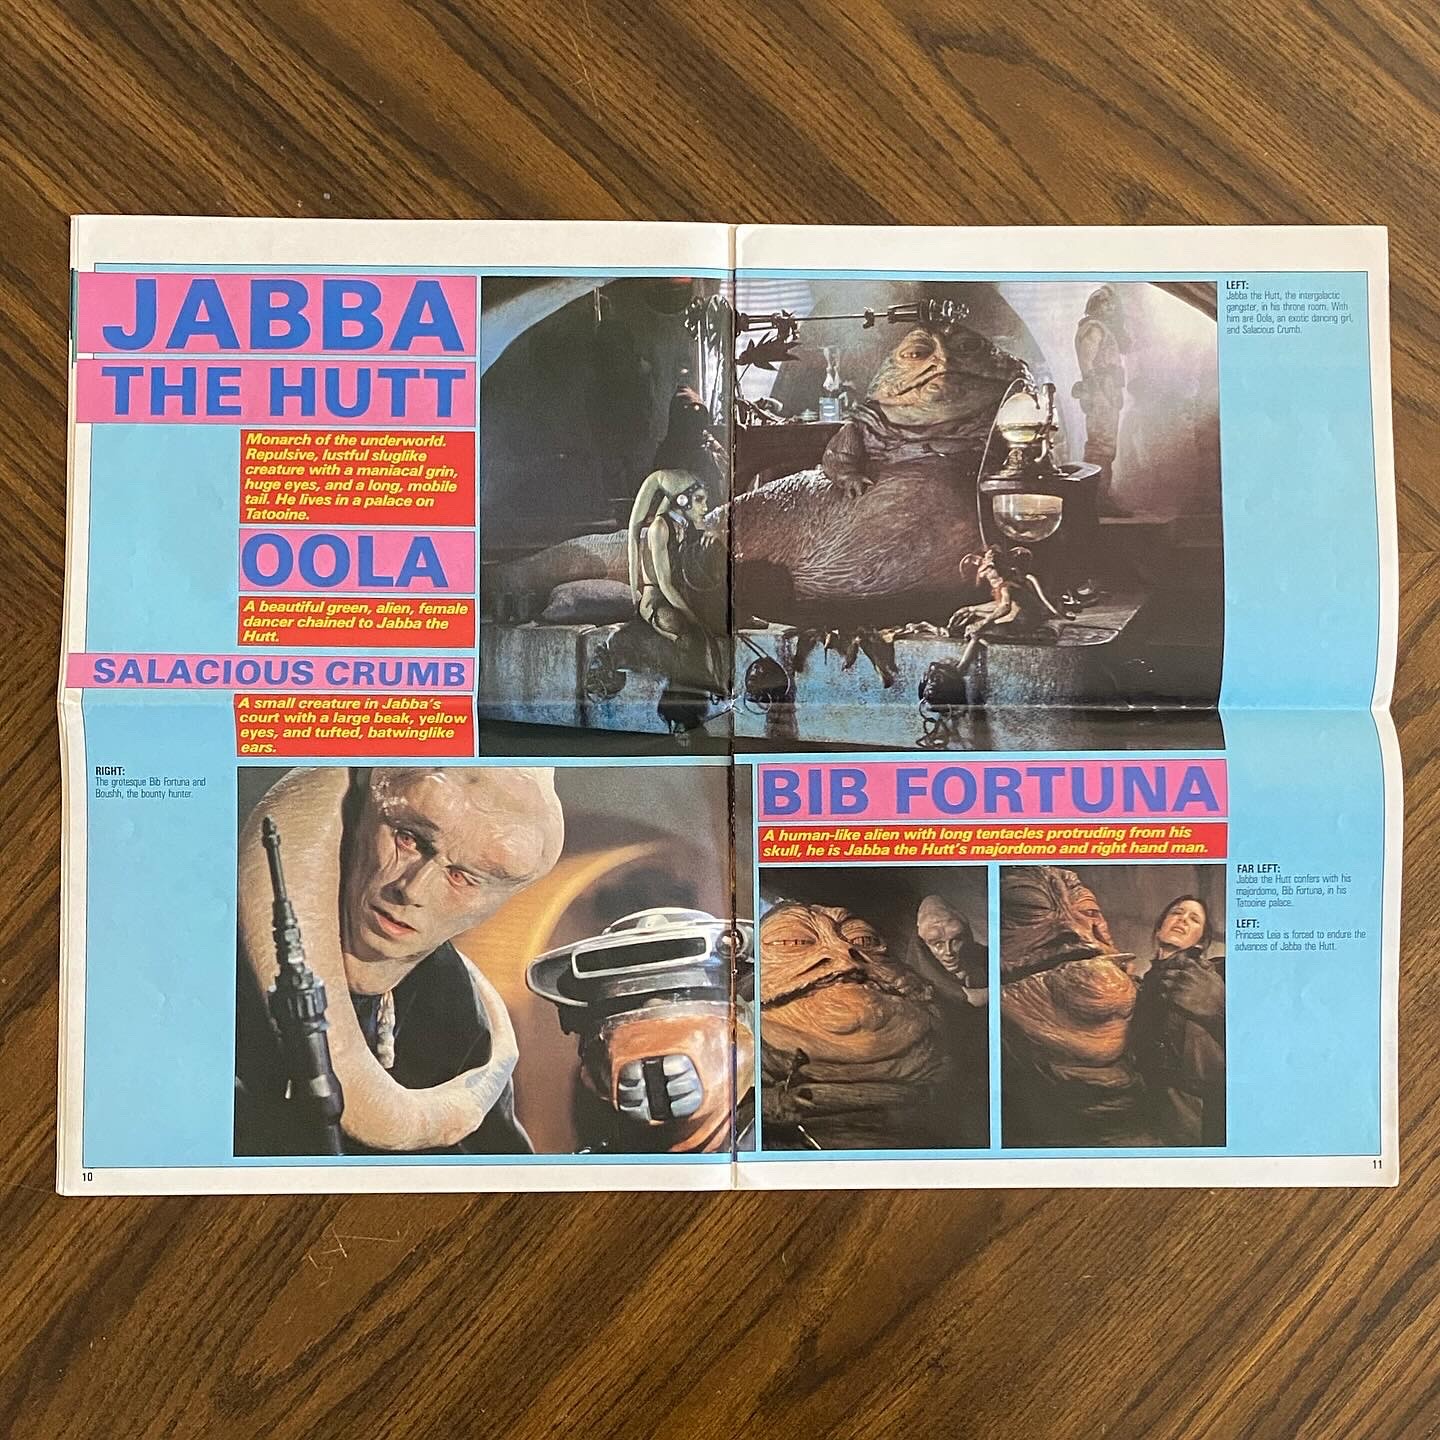 JABBA
THE HUTT
Monarch of the underworld.
Repulsive, lustful sluglike
creature with a maniacal grin,
huge eyes, and a long, mobile
tail. He lives in a palace on
Tatooine.
OOLA
A beautiful green, alien, female
dancer chained to Jabba the
Hutt.
SALACIOUS CRUMB
A small creature in Jabba's
court with a large beak, yellow
eyes, and tufted, batwinglike
ears.
RIGHT:
The grotesque Bib Fortuna and
Boushh, the bounty hunter.
10
LEFT:
Jabba the Hutt, the intergalactic
gangster, in his throne room. With
him are Oola, an exotic dancing girl,
and Salacious Crumb.
BIB FORTUNA
A human-like alien with long tentacles protruding from his
skull, he is Jabba the Hutt's majordomo and right hand man.
FAR LEFT:
Jabba the Hutt confers with his
majordomo, Bib Fortuna, in his
Tatooine palace.
LEFT:
Princess Leia is forced to endure the
advances of Jabba the Hutt.
11